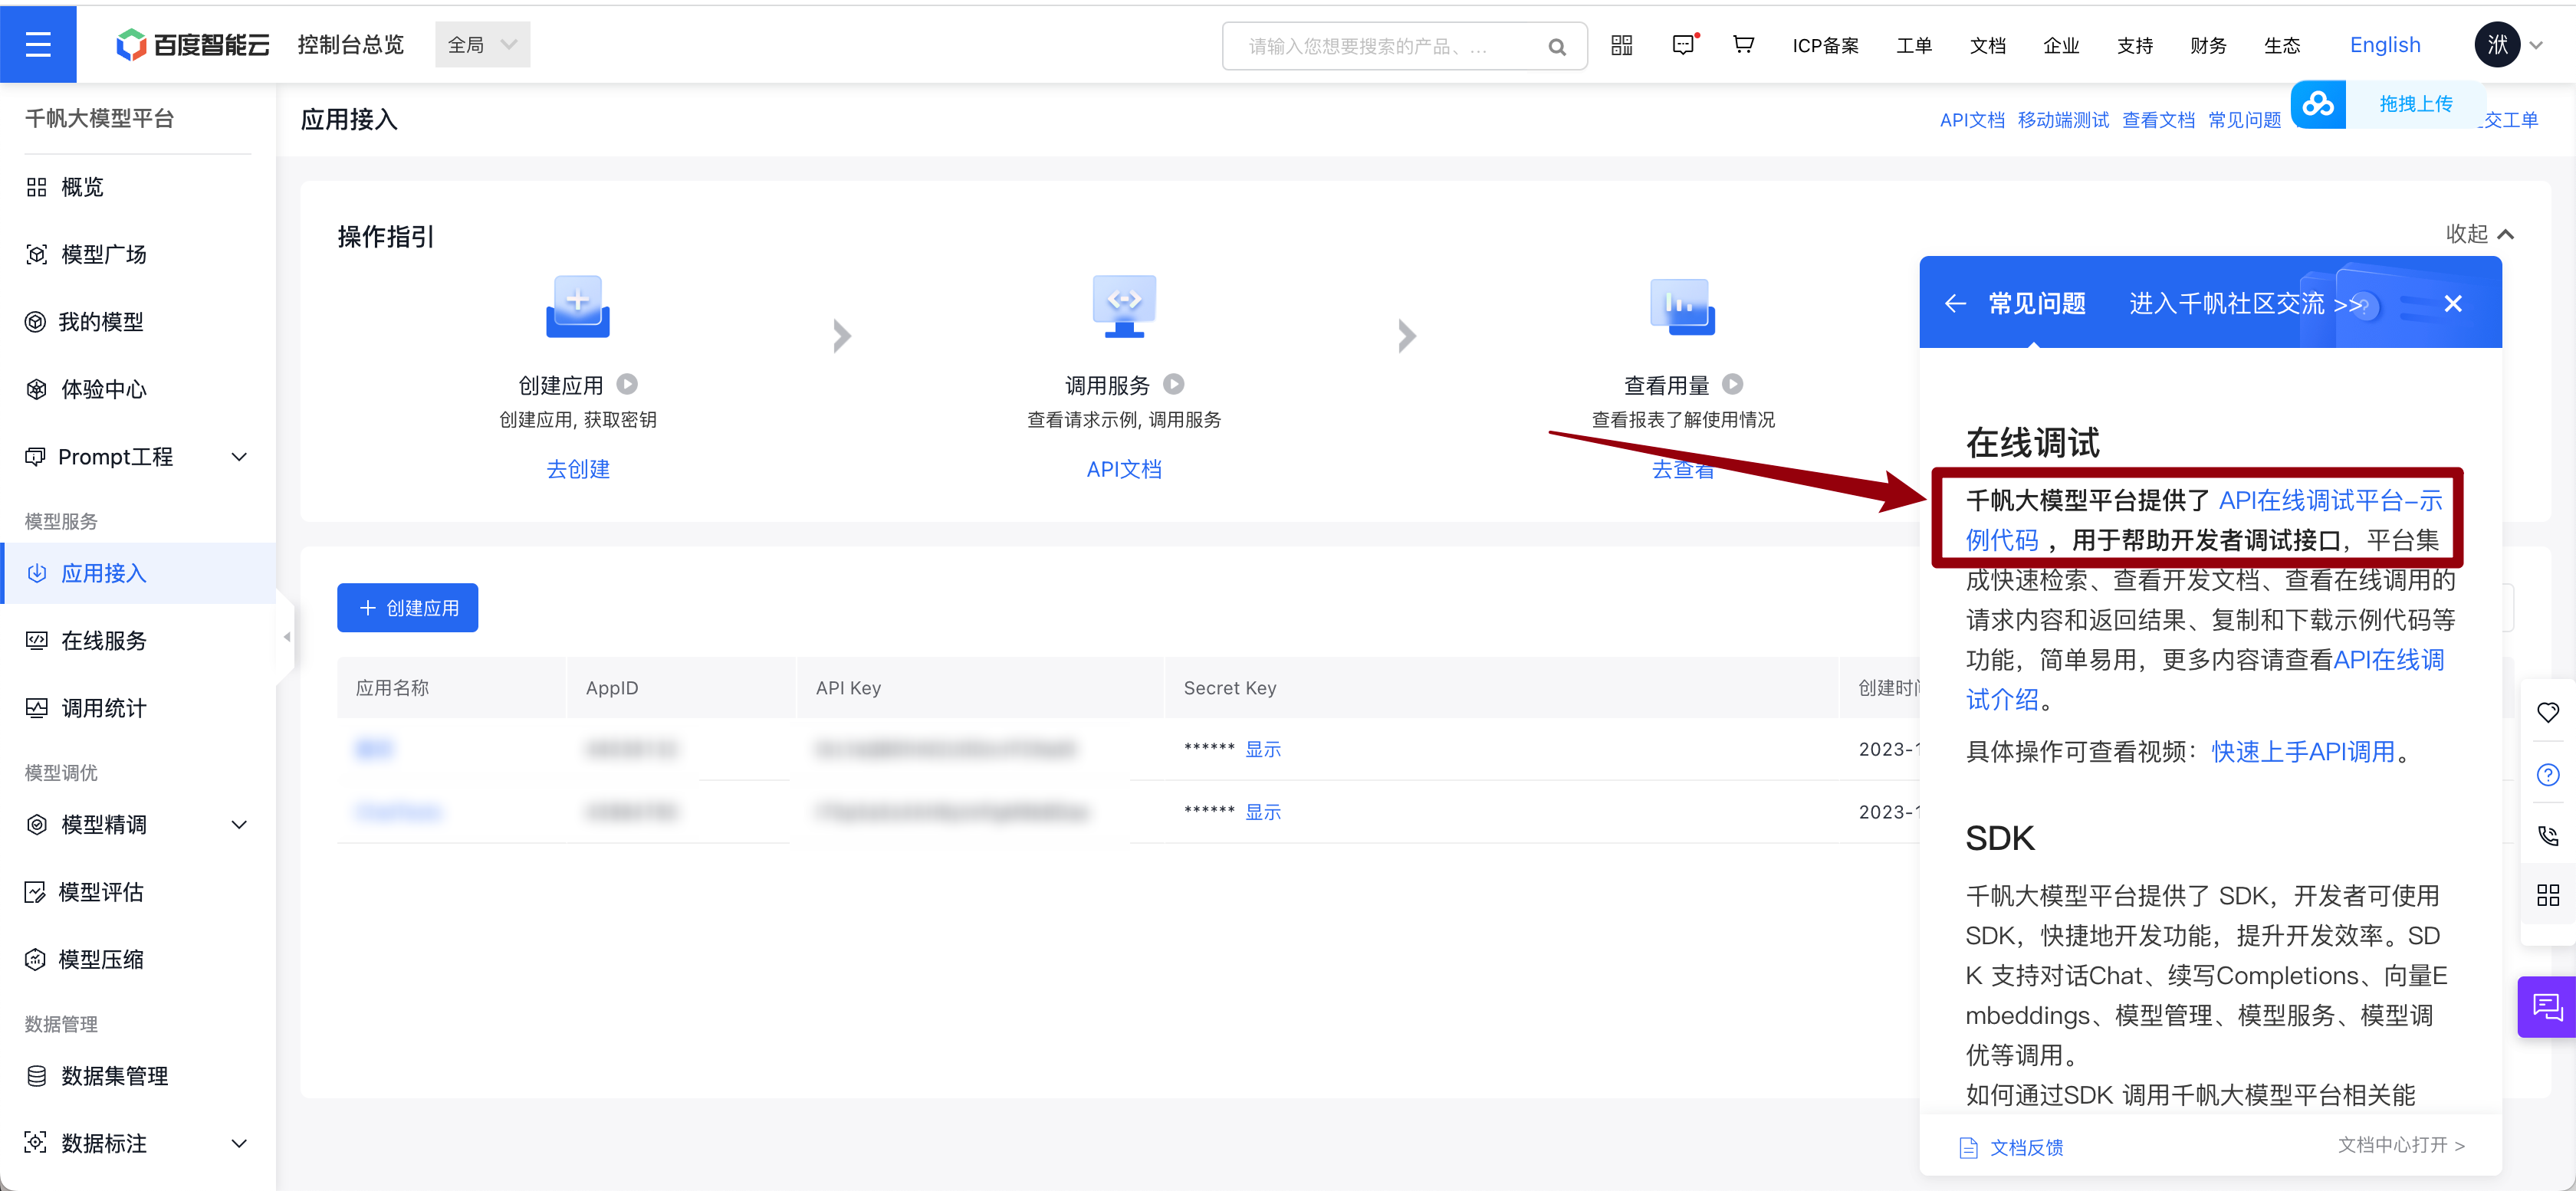 百度智能云
控制台总览
全局
请输入您想要搜索的产品、...
ICP备案
工单
文档
企业
支持
财务
生态
English
洑
千帆大模型平台
概览
模型广场
我的模型
体验中心
Prompt工程
模型服务
应用接入
在线服务
调用统计
模型调优
模型精调
模型评估
模型压缩
数据管理
数据集管理
数据标注
应用接入
API文档 移动端测试 查看文档 常见问题
拖拽上传
交工单
操作指引
收起
创建应用
创建应用, 获取密钥
去创建
调用服务
查看请求示例, 调用服务
API文档
查看用量
查看报表了解使用情况
去查看
+ 创建应用
应用名称 AppID API Key Secret Key 创建时间
****** 显示 2023-1
****** 显示 2023-1
常见问题 进入千帆社区交流 >>
在线调试
千帆大模型平台提供了 API在线调试平台–示
例代码 ，用于帮助开发者调试接口，平台集
成快速检索、查看开发文档、查看在线调用的
请求内容和返回结果、复制和下载示例代码等
功能，简单易用，更多内容请查看API在线调
试介绍。
具体操作可查看视频：快速上手API调用。
SDK
千帆大模型平台提供了 SDK，开发者可使用
SDK，快捷地开发功能，提升开发效率。SD
K 支持对话Chat、续写Completions、向量E
mbeddings、模型管理、模型服务、模型调
优等调用。
如何通过SDK 调用千帆大模型平台相关能
文档反馈
文档中心打开 >